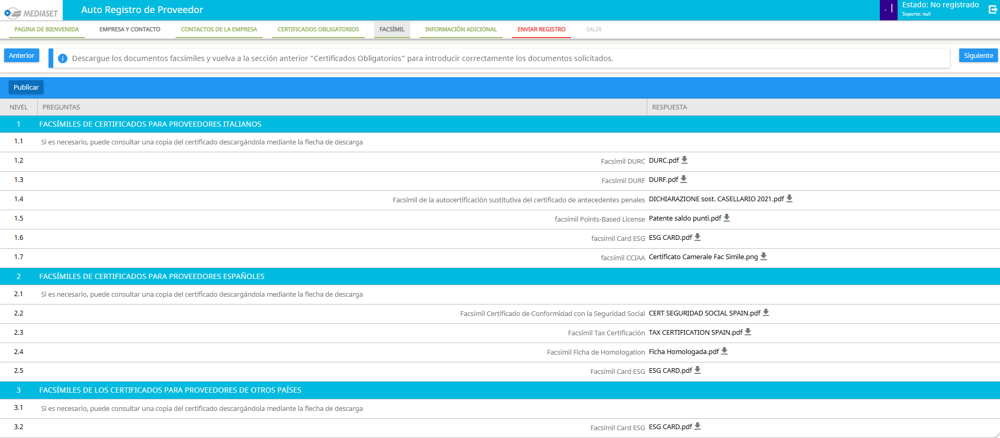 MEDIASET
Auto Registro de Proveedor
- |
Estado: No registrado
Soporte: null
PAGINA DE BIENVENIDA EMPRESA Y CONTACTO CONTACTOS DE LA EMPRESA CERTIFICADOS OBLIGATORIOS FACSÍMIL INFORMACIÓN ADICIONAL ENVIAR REGISTRO SALIR
Anterior
Descargue los documentos facsímiles y vuelva a la sección anterior "Certificados Obligatorios" para introducir correctamente los documentos solicitados.
Siguiente
Publicar
NIVEL PREGUNTAS RESPUESTA
1 FACSÍMILES DE CERTIFICADOS PARA PROVEEDORES ITALIANOS
1.1 Si es necesario, puede consultar una copia del certificado descargándola mediante la flecha de descarga
1.2 Facsímil DURC DURC.pdf
1.3 Facsímil DURF DURF.pdf
1.4 Facsímil de la autocertificación sustitutiva del certificado de antecedentes penales DICHIARAZIONE sost. CASELLARIO 2021.pdf
1.5 facsímil Points-Based License Patente saldo punti.pdf
1.6 facsímil Card ESG ESG CARD.pdf
1.7 facsímil CCIAA Certificato Camerale Fac Simile.png
2 FACSÍMILES DE CERTIFICADOS PARA PROVEEDORES ESPAÑOLES
2.1 Si es necesario, puede consultar una copia del certificado descargándola mediante la flecha de descarga
2.2 Facsímil Certificado de Conformidad con la Seguridad Social CERT SEGURIDAD SOCIAL SPAIN.pdf
2.3 Facsímil Tax Certificación TAX CERTIFICATION SPAIN.pdf
2.4 Facsímil Ficha de Homologation Ficha Homologada.pdf
2.5 Facsímil Card ESG ESG CARD.pdf
3 FACSÍMILES DE LOS CERTIFICADOS PARA PROVEEDORES DE OTROS PAÍSES
3.1 Si es necesario, puede consultar una copia del certificado descargándola mediante la flecha de descarga
3.2 Facsímil Card ESG ESG CARD.pdf